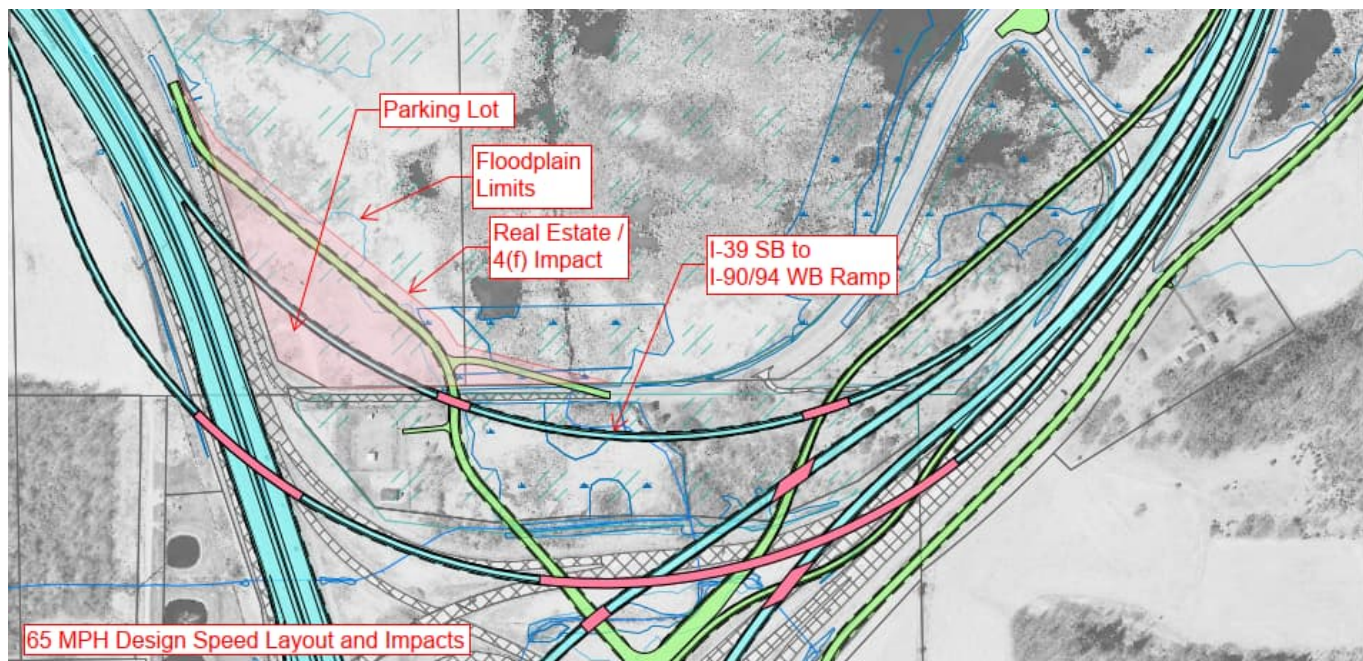 Parking Lot
Floodplain
Limits
Real Estate /
4(f) Impact
I-39 SB to
I-90/94 WB Ramp
65 MPH Design Speed Layout and Impacts